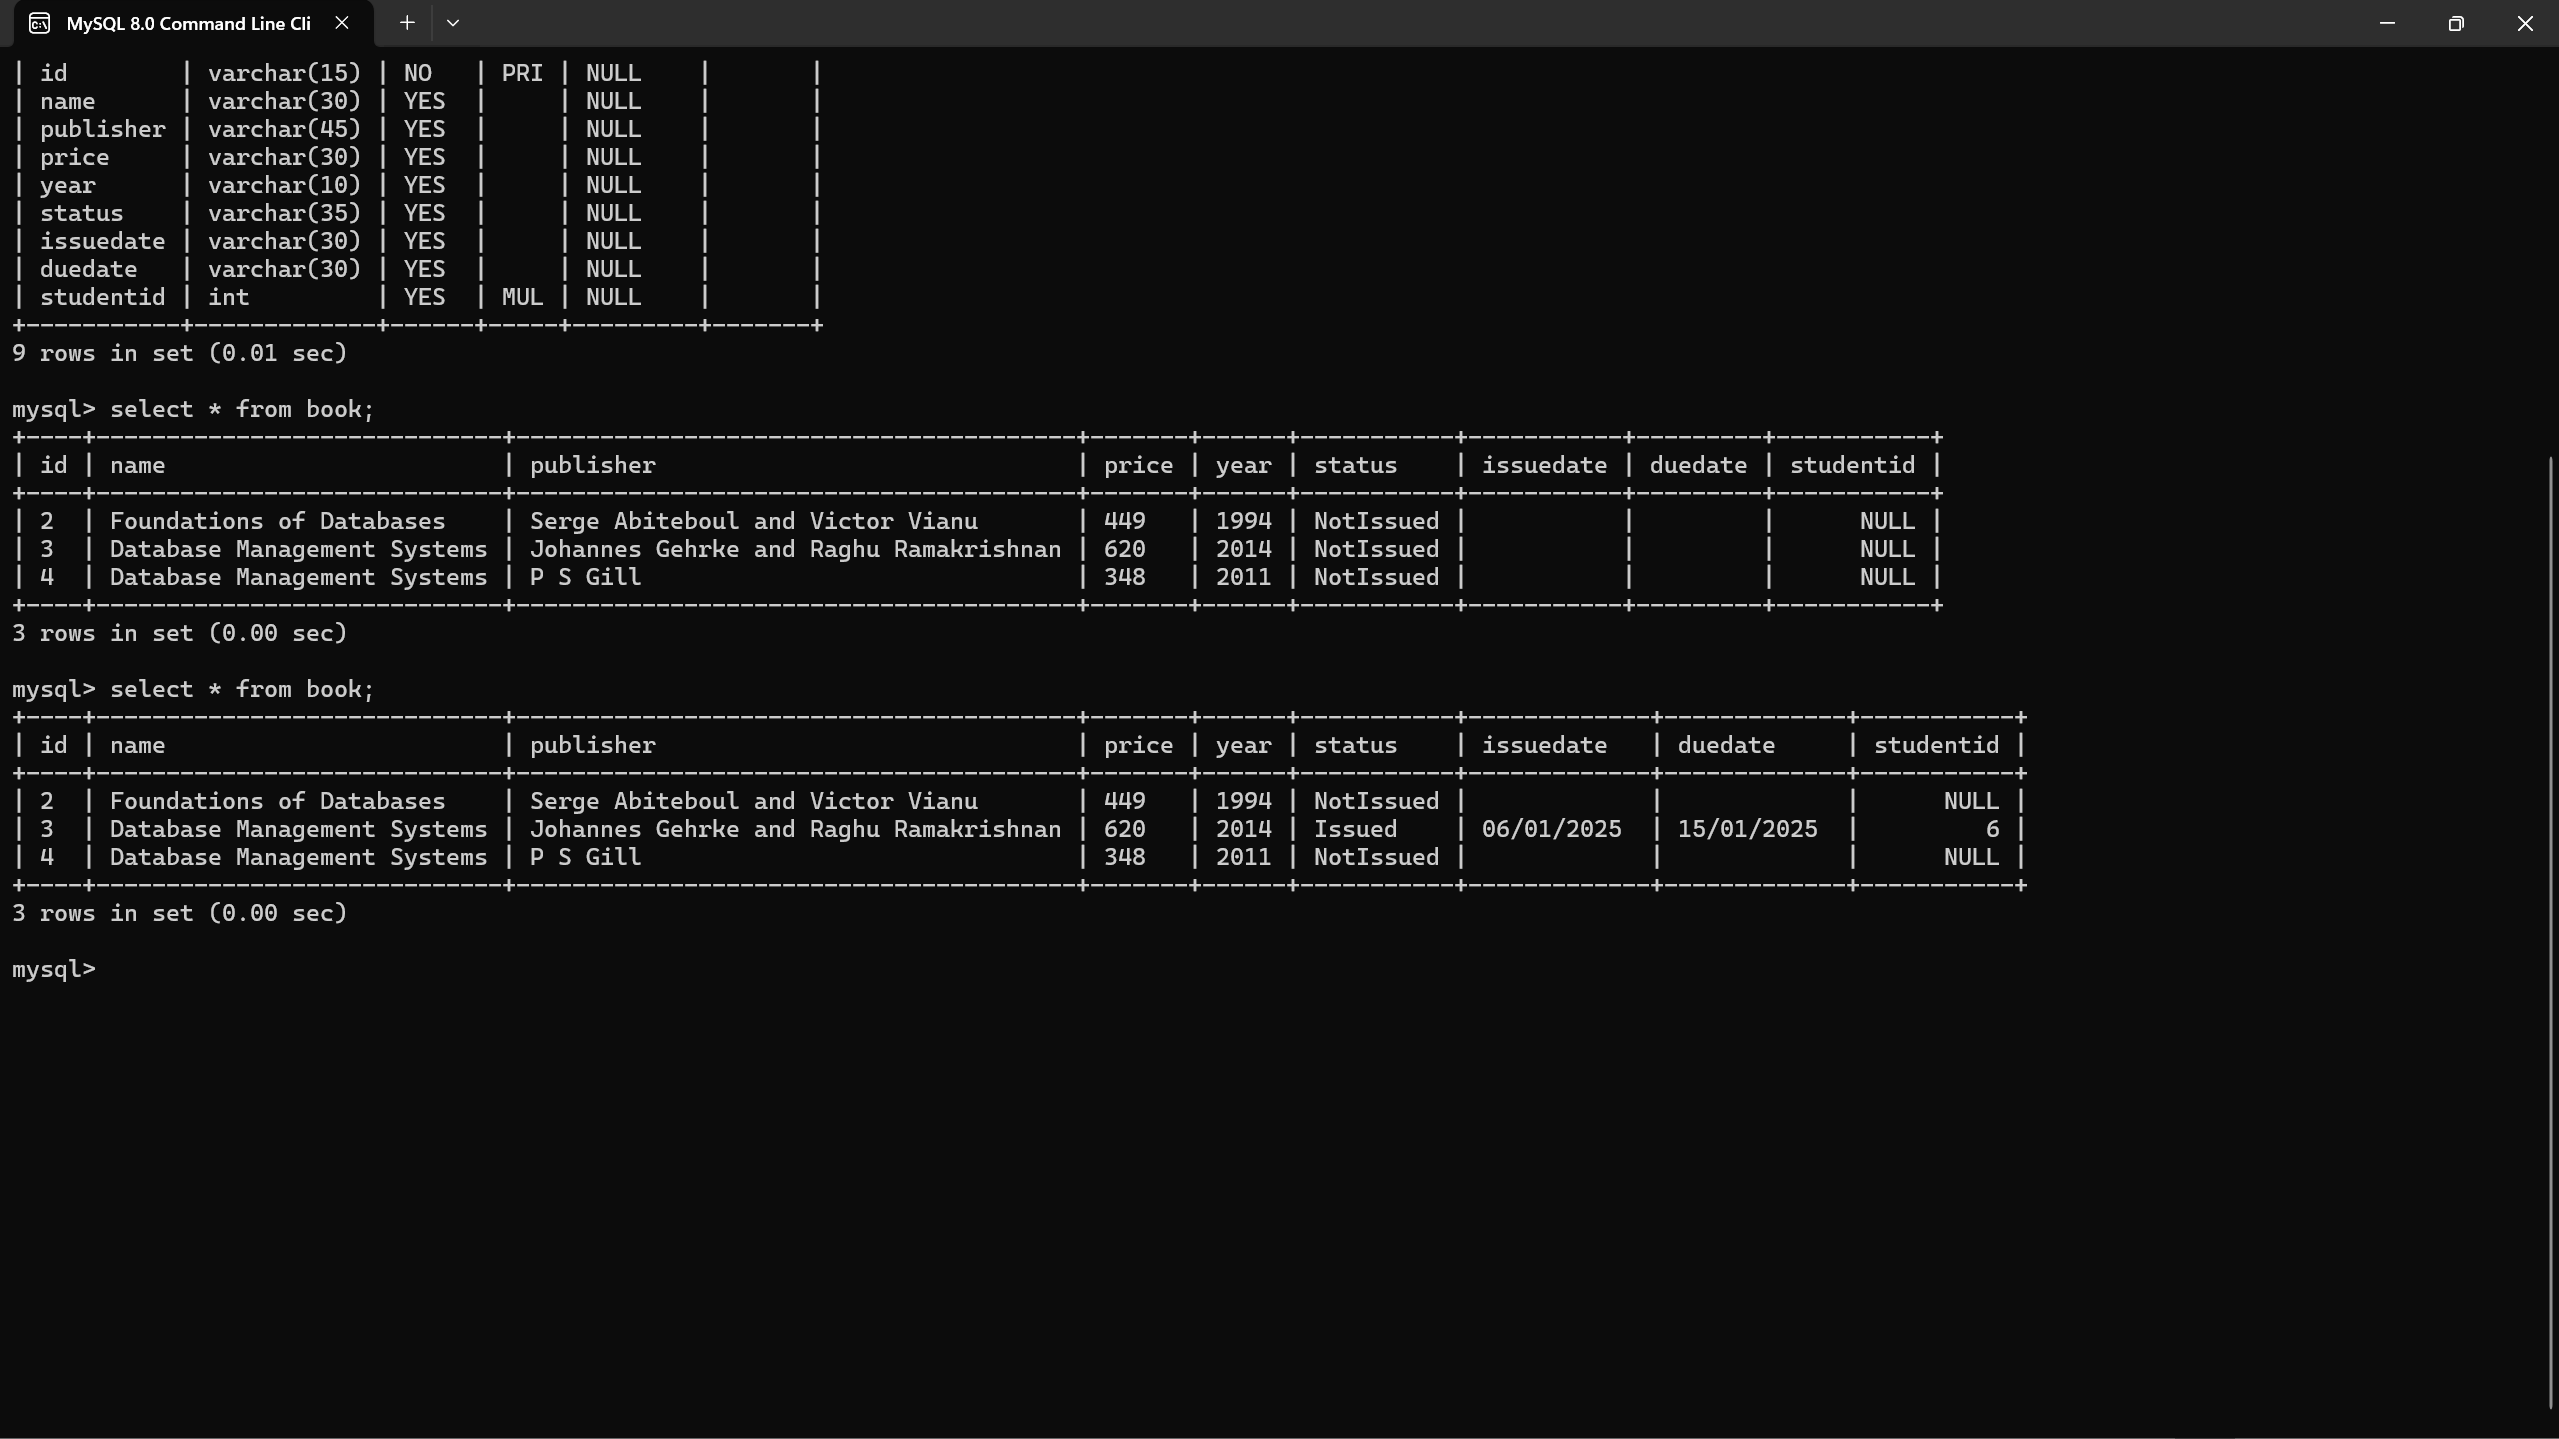 MySQL 8.0 Command Line Cli
| id        | varchar(15) | NO   | PRI | NULL    |       |
| name      | varchar(30) | YES  |     | NULL    |       |
| publisher | varchar(45) | YES  |     | NULL    |       |
| price     | varchar(30) | YES  |     | NULL    |       |
| year      | varchar(10) | YES  |     | NULL    |       |
| status    | varchar(35) | YES  |     | NULL    |       |
| issuedate | varchar(30) | YES  |     | NULL    |       |
| duedate   | varchar(30) | YES  |     | NULL    |       |
| studentid | int         | YES  | MUL | NULL    |       |
+-----------+-------------+------+-----+---------+-------+
9 rows in set (0.01 sec)
mysql> select * from book;
+----+-----------------------------+----------------------------------------+-------+------+-----------+-----------+---------+-----------+
| id | name                        | publisher                              | price | year | status    | issuedate | duedate | studentid |
+----+-----------------------------+----------------------------------------+-------+------+-----------+-----------+---------+-----------+
| 2  | Foundations of Databases    | Serge Abiteboul and Victor Vianu       | 449   | 1994 | NotIssued |           |         |      NULL |
| 3  | Database Management Systems | Johannes Gehrke and Raghu Ramakrishnan | 620   | 2014 | NotIssued |           |         |      NULL |
| 4  | Database Management Systems | P S Gill                               | 348   | 2011 | NotIssued |           |         |      NULL |
+----+-----------------------------+----------------------------------------+-------+------+-----------+-----------+---------+-----------+
3 rows in set (0.00 sec)
mysql> select * from book;
+----+-----------------------------+----------------------------------------+-------+------+-----------+-------------+-------------+-----------+
| id | name                        | publisher                              | price | year | status    | issuedate   | duedate     | studentid |
+----+-----------------------------+----------------------------------------+-------+------+-----------+-------------+-------------+-----------+
| 2  | Foundations of Databases    | Serge Abiteboul and Victor Vianu       | 449   | 1994 | NotIssued |             |             |      NULL |
| 3  | Database Management Systems | Johannes Gehrke and Raghu Ramakrishnan | 620   | 2014 | Issued    | 06/01/2025  | 15/01/2025  |         6 |
| 4  | Database Management Systems | P S Gill                               | 348   | 2011 | NotIssued |             |             |      NULL |
+----+-----------------------------+----------------------------------------+-------+------+-----------+-------------+-------------+-----------+
3 rows in set (0.00 sec)
mysql>